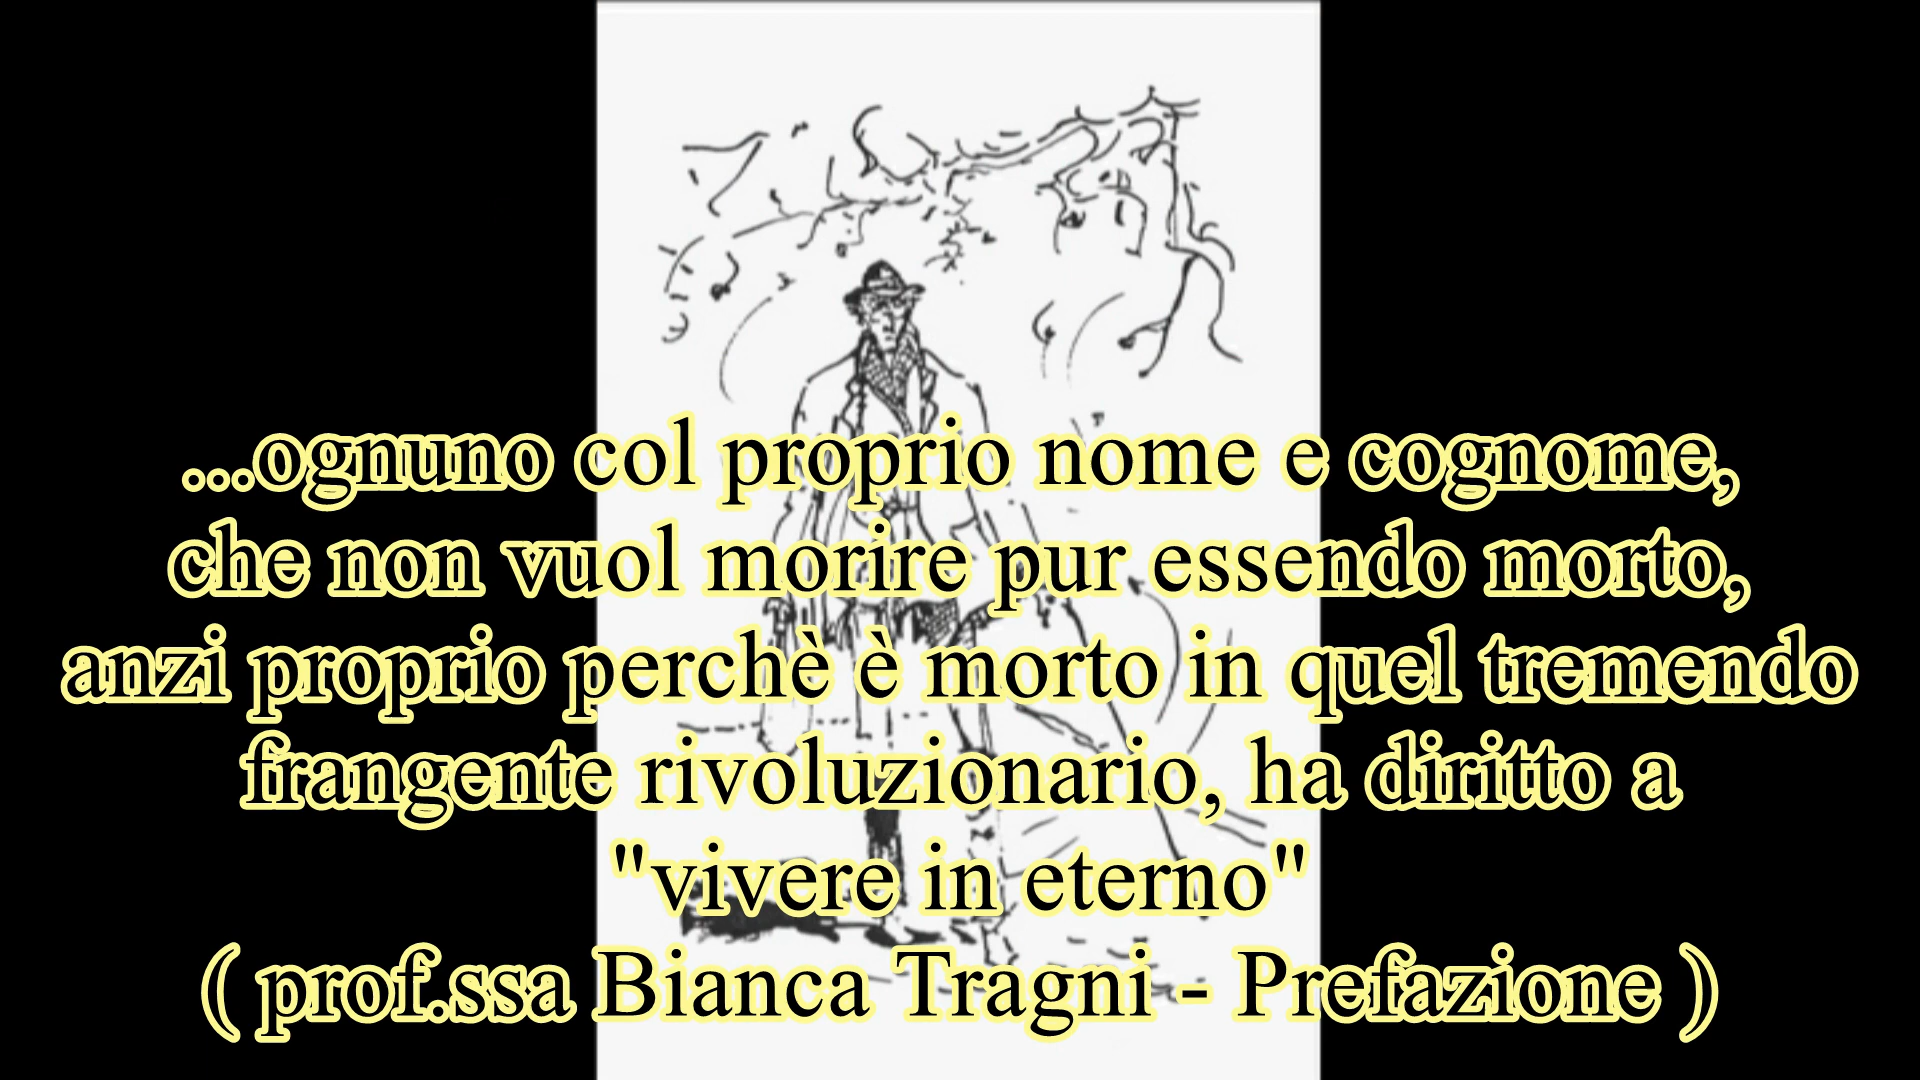 ...ognuno col proprio nome e cognome,
che non vuol morire pur essendo morto,
anzi proprio perchè è morto in quel tremendo
frangente rivoluzionario, ha diritto a
"vivere in eterno"
( prof.ssa Bianca Tragni - Prefazione )